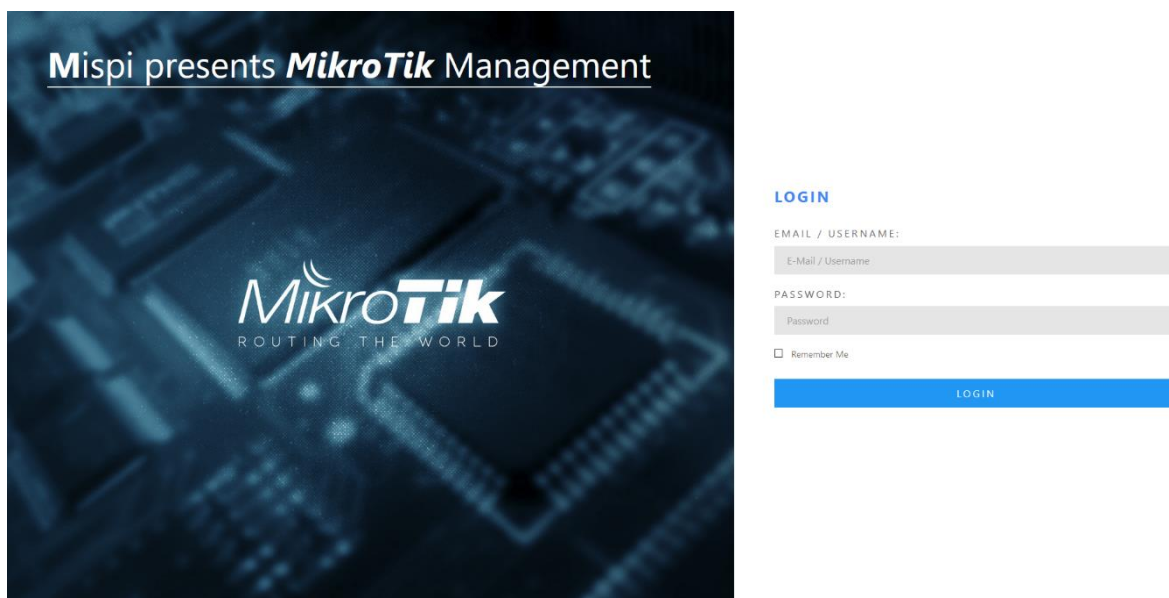 Mispi presents MikroTik Management
MikroTik
ROUTING THE WORLD
LOGIN
EMAIL / USERNAME:
E-Mail / Username
PASSWORD:
Password
Remember Me
LOGIN